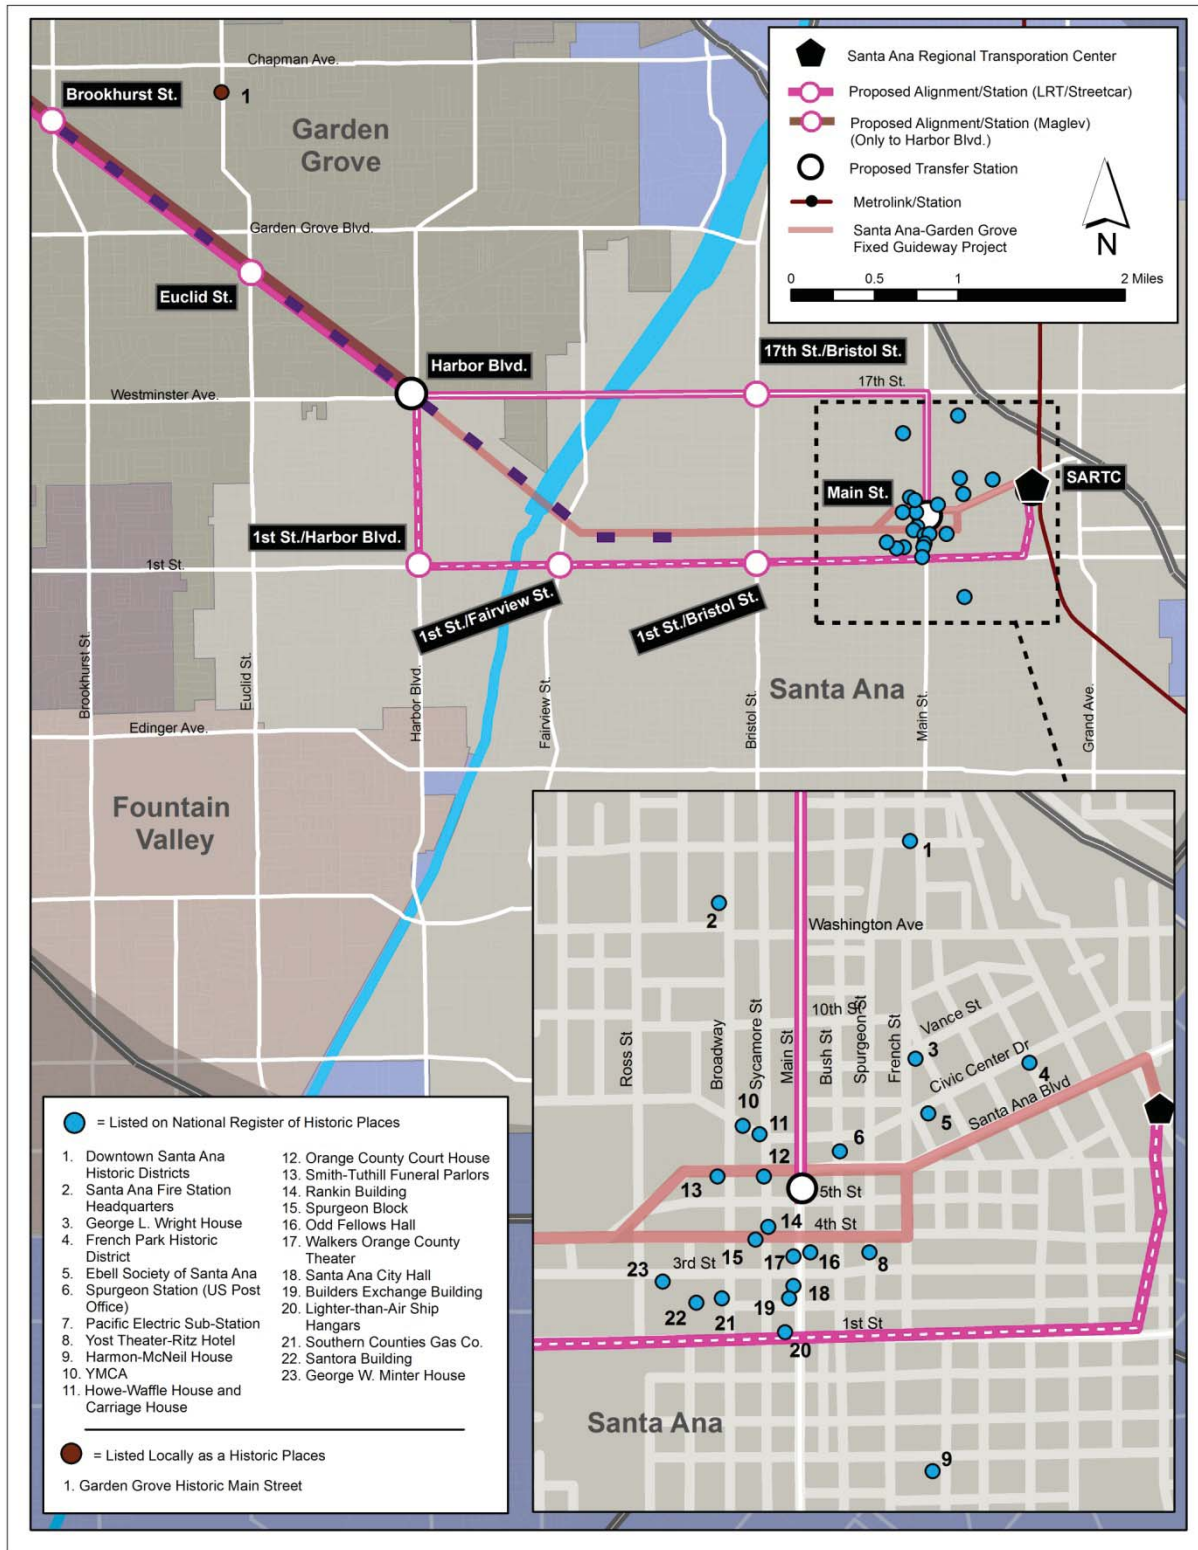 Chapman Ave.
Brookhurst St.
1
Garden
Grove
Garden Grove Blvd.
Euclid St.
Harbor Blvd.
17th St./Bristol St.
Westminster Ave.
17th St.
Main St.
SARTC
1st St./Harbor Blvd.
1st St.
1st St./Fairview St.
1st St./Bristol St.
Brookhurst St.
Euclid St.
Harbor Blvd.
Fairview St.
Bristol St.
Main St.
Grand Ave.
Santa Ana
Edinger Ave.
Fountain
Valley
Santa Ana Regional Transporation Center
Proposed Alignment/Station (LRT/Streetcar)
Proposed Alignment/Station (Maglev)
(Only to Harbor Blvd.)
Proposed Transfer Station
Metrolink/Station
Santa Ana-Garden Grove
Fixed Guideway Project
N
0 0.5 1 2 Miles
1
2
Washington Ave
10th St
Ross St
Broadway
Sycamore St
Main St
Bush St
Spurgeon St
French St
Vance St
3
Civic Center Dr
4
Santa Ana Blvd
5
10
11
12
6
13
5th St
14
4th St
15
3rd St
17
16
8
23
22
21
19
18
1st St
20
Santa Ana
9
= Listed on National Register of Historic Places
1. Downtown Santa Ana
Historic Districts
2. Santa Ana Fire Station
Headquarters
3. George L. Wright House
4. French Park Historic
District
5. Ebell Society of Santa Ana
6. Spurgeon Station (US Post
Office)
7. Pacific Electric Sub-Station
8. Yost Theater-Ritz Hotel
9. Harmon-McNeil House
10. YMCA
11. Howe-Waffle House and
Carriage House
12. Orange County Court House
13. Smith-Tuthill Funeral Parlors
14. Rankin Building
15. Spurgeon Block
16. Odd Fellows Hall
17. Walkers Orange County
Theater
18. Santa Ana City Hall
19. Builders Exchange Building
20. Lighter-than-Air Ship
Hangars
21. Southern Counties Gas Co.
22. Santora Building
23. George W. Minter House
= Listed Locally as a Historic Places
1. Garden Grove Historic Main Street